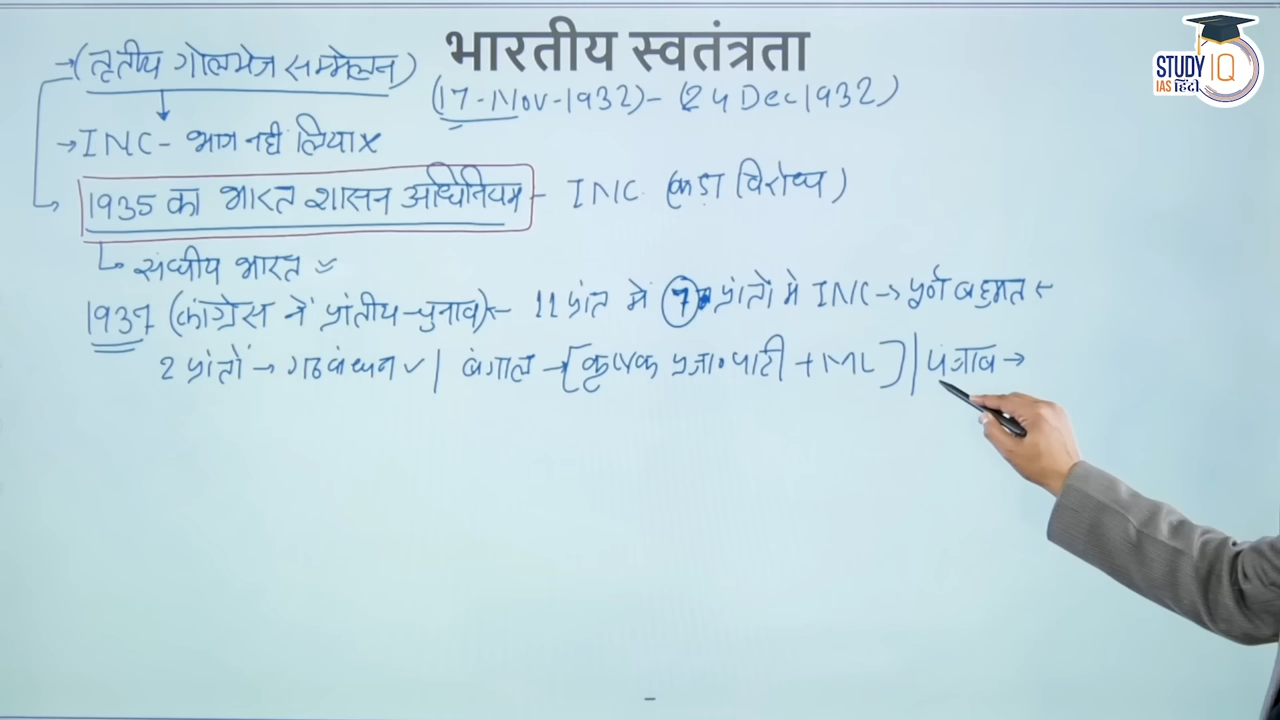 भारतीय स्वतंत्रता
STUDY IQ
IAS हिंदी
→(तृतीय गोलमेज सम्मेलन)
(17-Nov-1932)-(24 Dec 1932)
→INC- भाग नही लिया x
1935 का भारत शासन अधिनियम - INC (कड़ा विरोध)
संघीय भारत
1937 (कांग्रेस ने प्रांतीय-चुनाव)- 11 प्रांत मे 7 प्रांतों मे INC→पूर्ण बहुमत
2 प्रांतों → गठबंधन ✓ | बंगाल →[कृषक प्रजा॰ पार्टी + ML] | पंजाब →